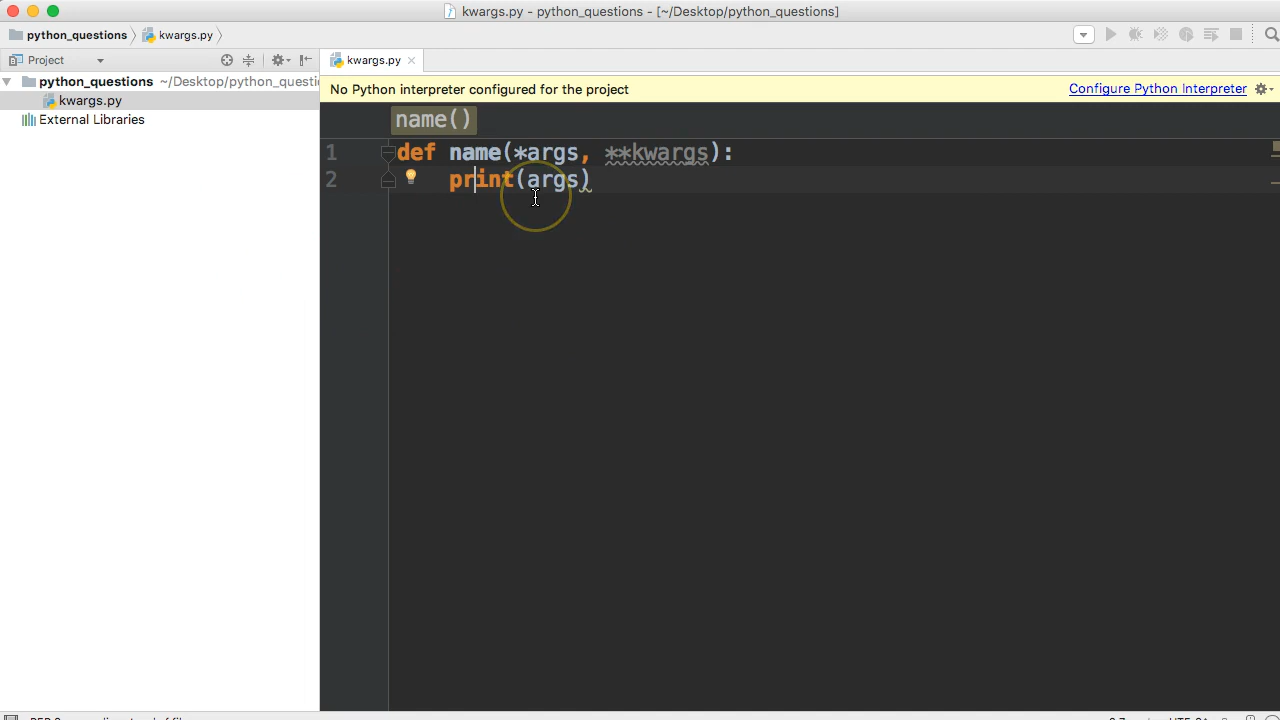 kwargs.py - python_questions - [~/Desktop/python_questions]
python_questions kwargs.py
Project
kwargs.py
python_questions ~/Desktop/python_questi
kwargs.py
External Libraries
No Python interpreter configured for the project Configure Python Interpreter
name()
1 def name(*args, **kwargs):
2 print(args)